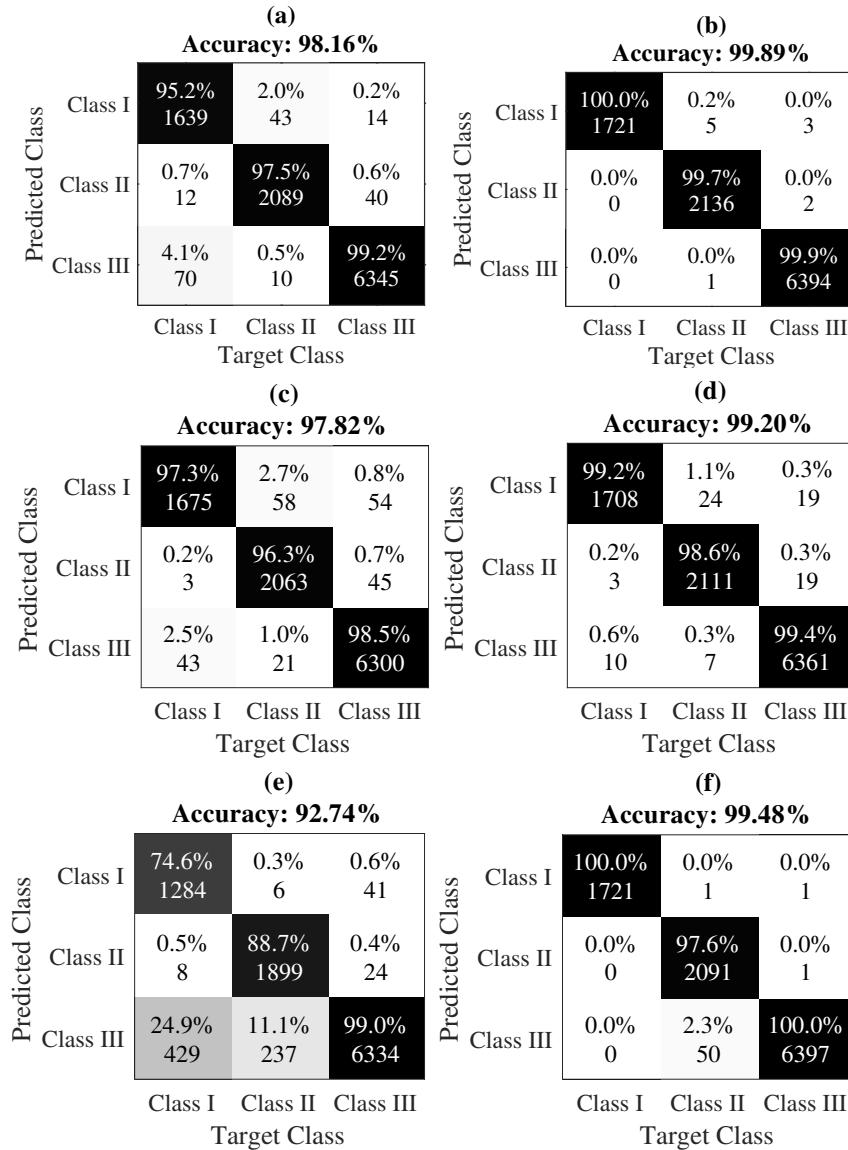 (a)
Accuracy: 98.16%
Predicted Class
Class I
95.2% 2.0% 0.2%
1639 43 14
Class II
0.7% 97.5% 0.6%
12 2089 40
Class III
4.1% 0.5% 99.2%
70 10 6345
Class I Class II Class III
Target Class
(b)
Accuracy: 99.89%
Predicted Class
Class I
100.0% 0.2% 0.0%
1721 5 3
Class II
0.0% 99.7% 0.0%
0 2136 2
Class III
0.0% 0.0% 99.9%
0 1 6394
Class I Class II Class III
Target Class
(c)
Accuracy: 97.82%
Predicted Class
Class I
97.3% 2.7% 0.8%
1675 58 54
Class II
0.2% 96.3% 0.7%
3 2063 45
Class III
2.5% 1.0% 98.5%
43 21 6300
Class I Class II Class III
Target Class
(d)
Accuracy: 99.20%
Predicted Class
Class I
99.2% 1.1% 0.3%
1708 24 19
Class II
0.2% 98.6% 0.3%
3 2111 19
Class III
0.6% 0.3% 99.4%
10 7 6361
Class I Class II Class III
Target Class
(e)
Accuracy: 92.74%
Predicted Class
Class I
74.6% 0.3% 0.6%
1284 6 41
Class II
0.5% 88.7% 0.4%
8 1899 24
Class III
24.9% 11.1% 99.0%
429 237 6334
Class I Class II Class III
Target Class
(f)
Accuracy: 99.48%
Predicted Class
Class I
100.0% 0.0% 0.0%
1721 1 1
Class II
0.0% 97.6% 0.0%
0 2091 1
Class III
0.0% 2.3% 100.0%
0 50 6397
Class I Class II Class III
Target Class